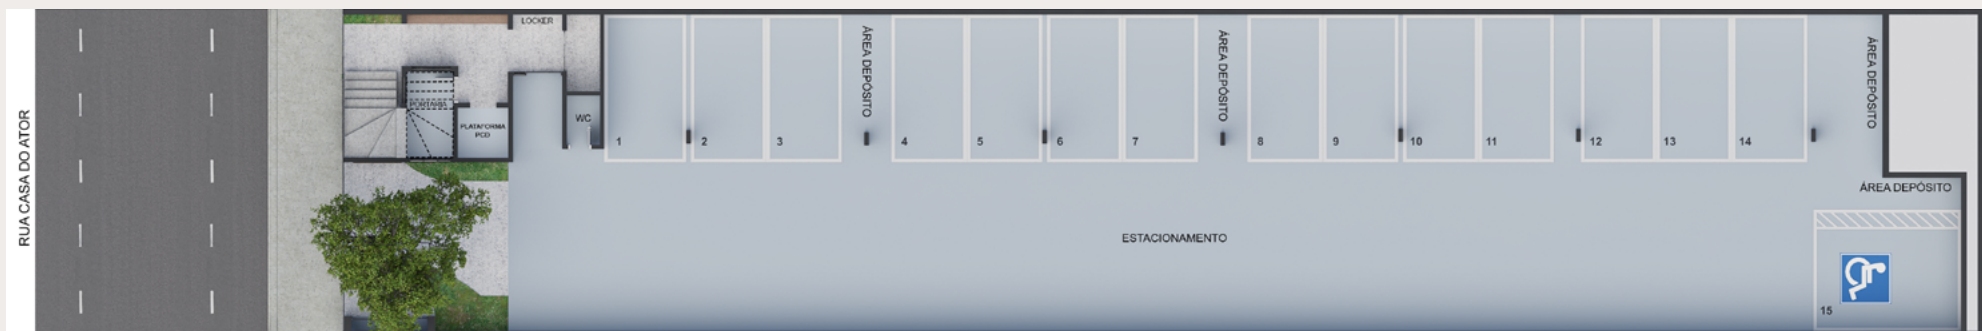 RUA CASA DO ATOR
LOCKER
PORTARIA
PLATAFORMA
PCD
WC
1
2
3
ÁREA DEPÓSITO
4
5
6
7
ÁREA DEPÓSITO
8
9
10
11
12
13
14
ÁREA DEPÓSITO
ÁREA DEPÓSITO
ESTACIONAMENTO
15